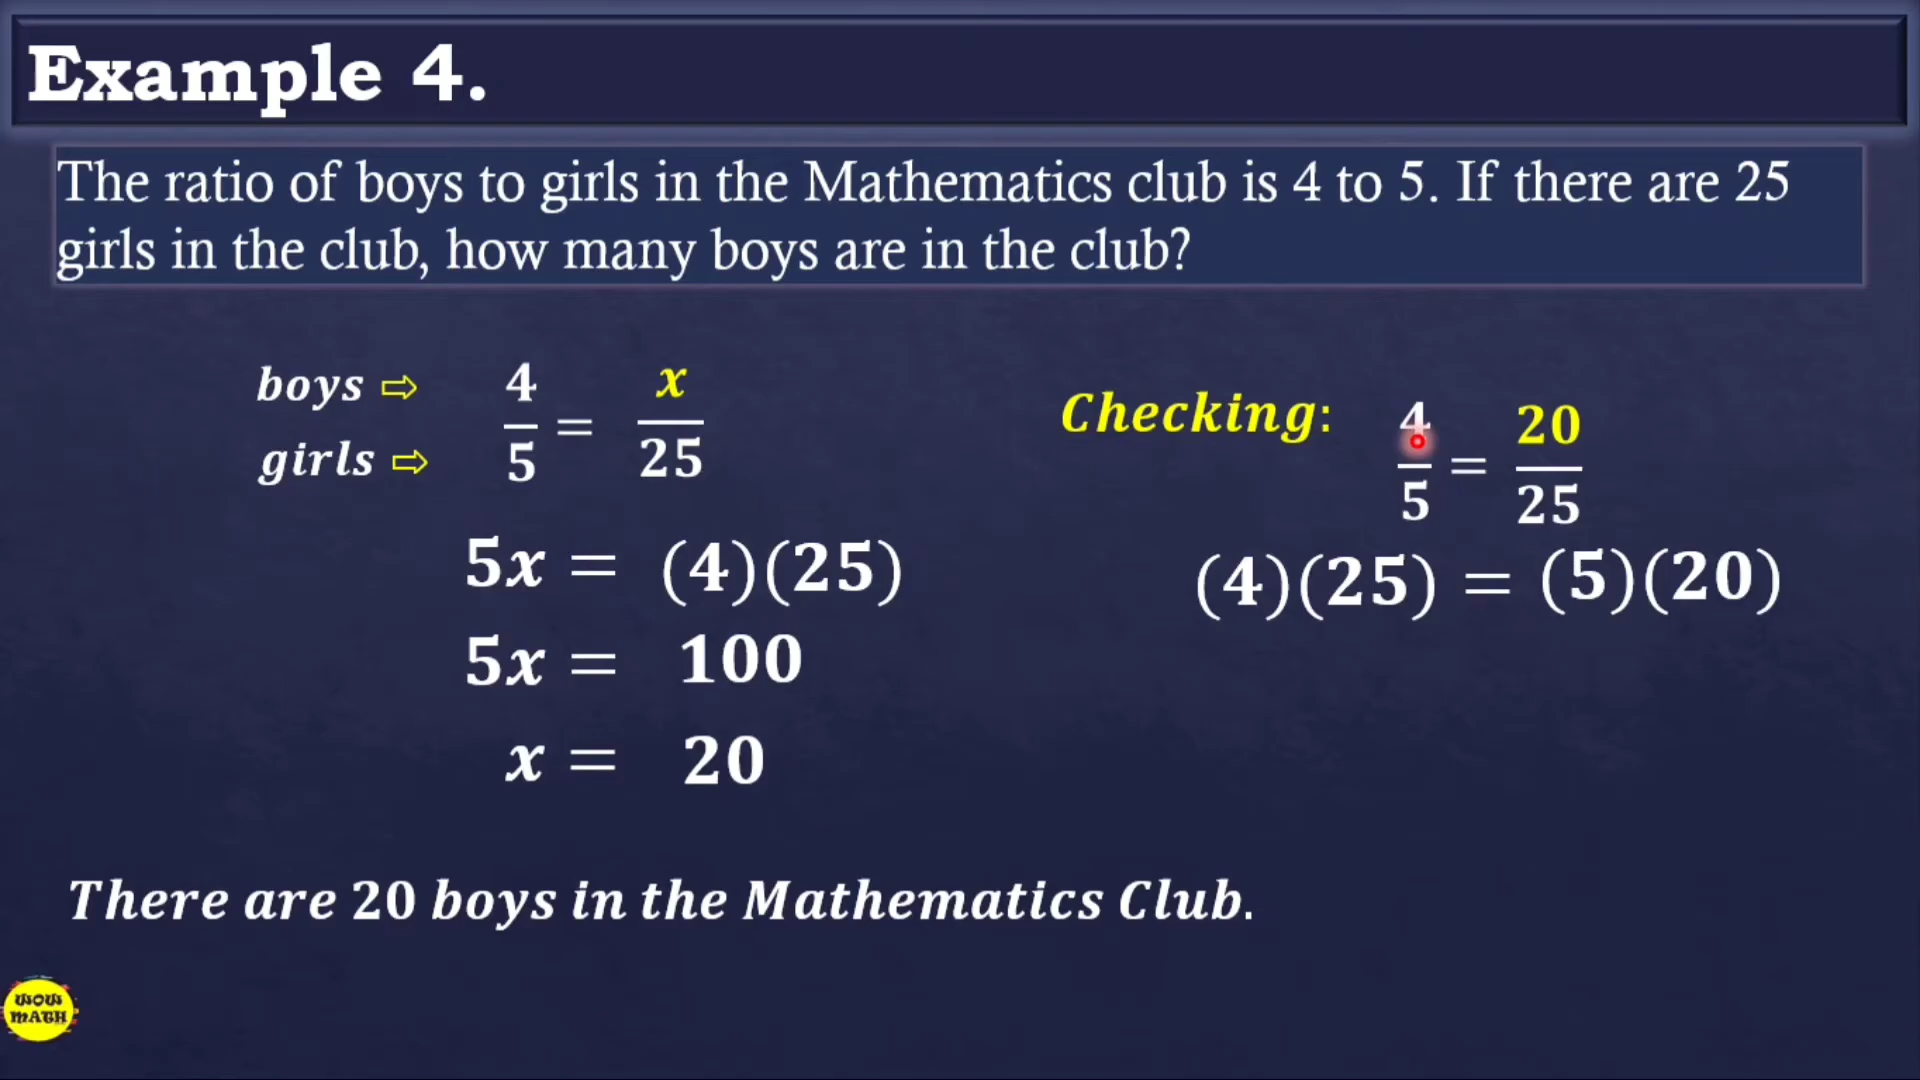 Example 4.
The ratio of boys to girls in the Mathematics club is 4 to 5. If there are 25
girls in the club, how many boys are in the club?
boys ⇨ 4/5 = x/25
girls ⇨
5x = (4)(25)
5x = 100
x = 20
Checking: 4/5 = 20/25
(4)(25) = (5)(20)
There are 20 boys in the Mathematics Club.
WOW
MATH